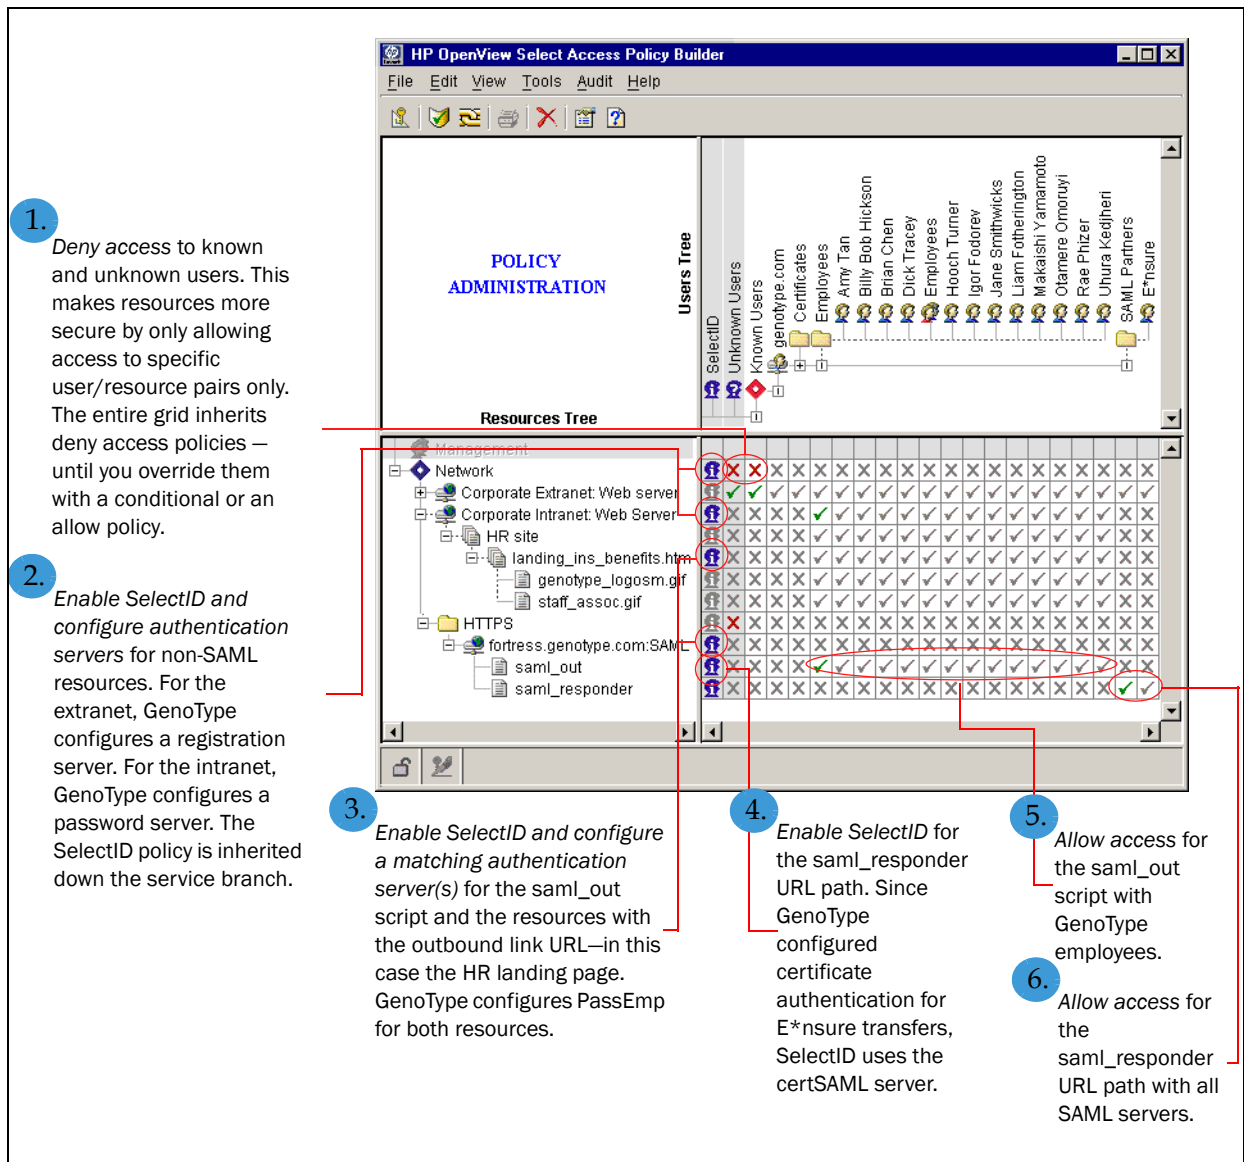 HP OpenView Select Access Policy Builder
File Edit View Tools Audit Help
POLICY
ADMINISTRATION
Users Tree
Resources Tree
SelectID
Unknown Users
Known Users
genotype.com
Certificates
Employees
Amy Tan
Billy Bob Hickson
Brian Chen
Dick Tracey
Employees
Hooch Turner
Igor Fodorev
Jane Smithwicks
Liam Fotherington
Makaishi Yamamoto
Otamere Omoruyi
Rae Phizer
Uhura Kedjheri
SAML Partners
E*nsure
Management
Network
Corporate Extranet: Web server
Corporate Intranet: Web Server
HR site
landing_ins_benefits.htm
genotype_logosm.gif
staff_assoc.gif
HTTPS
fortress.genotype.com:SAML
saml_out
saml_responder
1.
Deny access to known
and unknown users. This
makes resources more
secure by only allowing
access to specific
user/resource pairs only.
The entire grid inherits
deny access policies —
until you override them
with a conditional or an
allow policy.
2.
Enable SelectID and
configure authentication
servers for non-SAML
resources. For the
extranet, GenoType
configures a registration
server. For the intranet,
GenoType configures a
password server. The
SelectID policy is inherited
down the service branch.
3.
Enable SelectID and configure
a matching authentication
server(s) for the saml_out
script and the resources with
the outbound link URL—in this
case the HR landing page.
GenoType configures PassEmp
for both resources.
4.
Enable SelectID for
the saml_responder
URL path. Since
GenoType
configured
certificate
authentication for
E*nsure transfers,
SelectID uses the
certSAML server.
5.
Allow access for
the saml_out
script with
GenoType
employees.
6.
Allow access for
the
saml_responder
URL path with all
SAML servers.